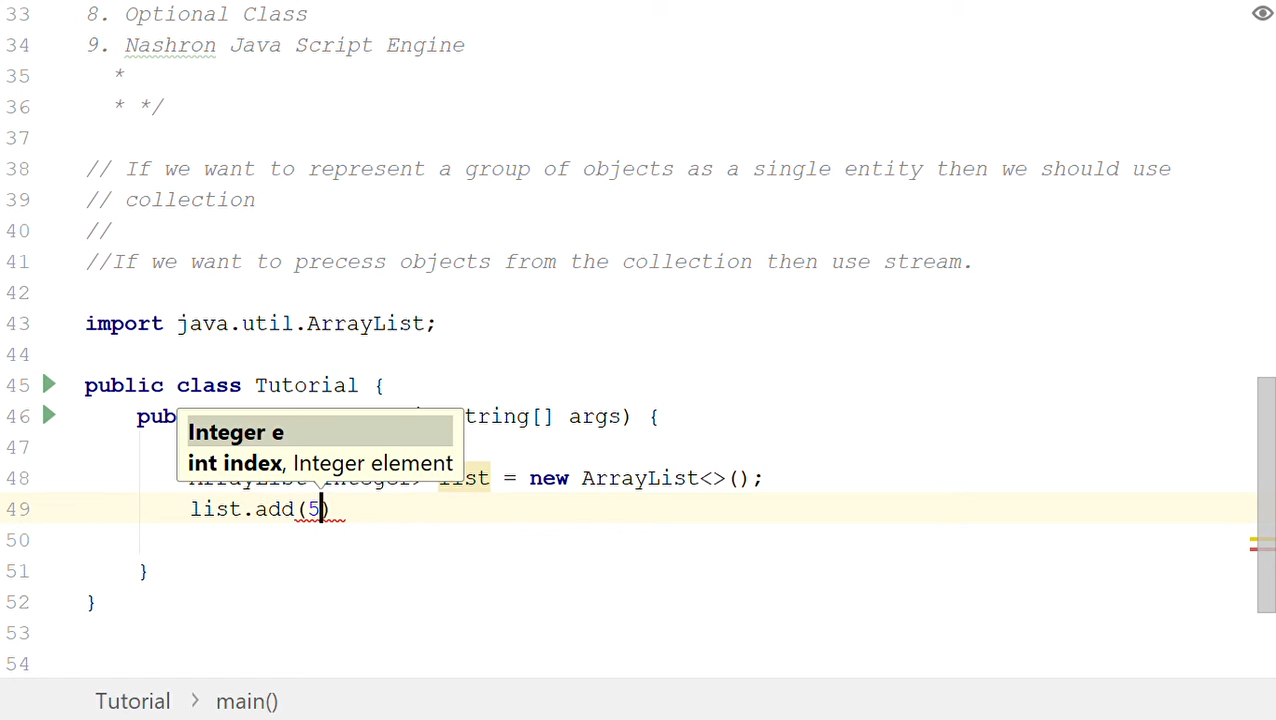 33 8. Optional Class
34 9. Nashron Java Script Engine
35 *
36 * */
37
38 // If we want to represent a group of objects as a single entity then we should use
39 // collection
40 //
41 //If we want to precess objects from the collection then use stream.
42
43 import java.util.ArrayList;
44
45 public class Tutorial {
46 pub tring[] args) {
Integer e
47
int index, Integer element
48 list = new ArrayList<>();
49 list.add(5)
50
51 }
52 }
53
54
Tutorial > main()